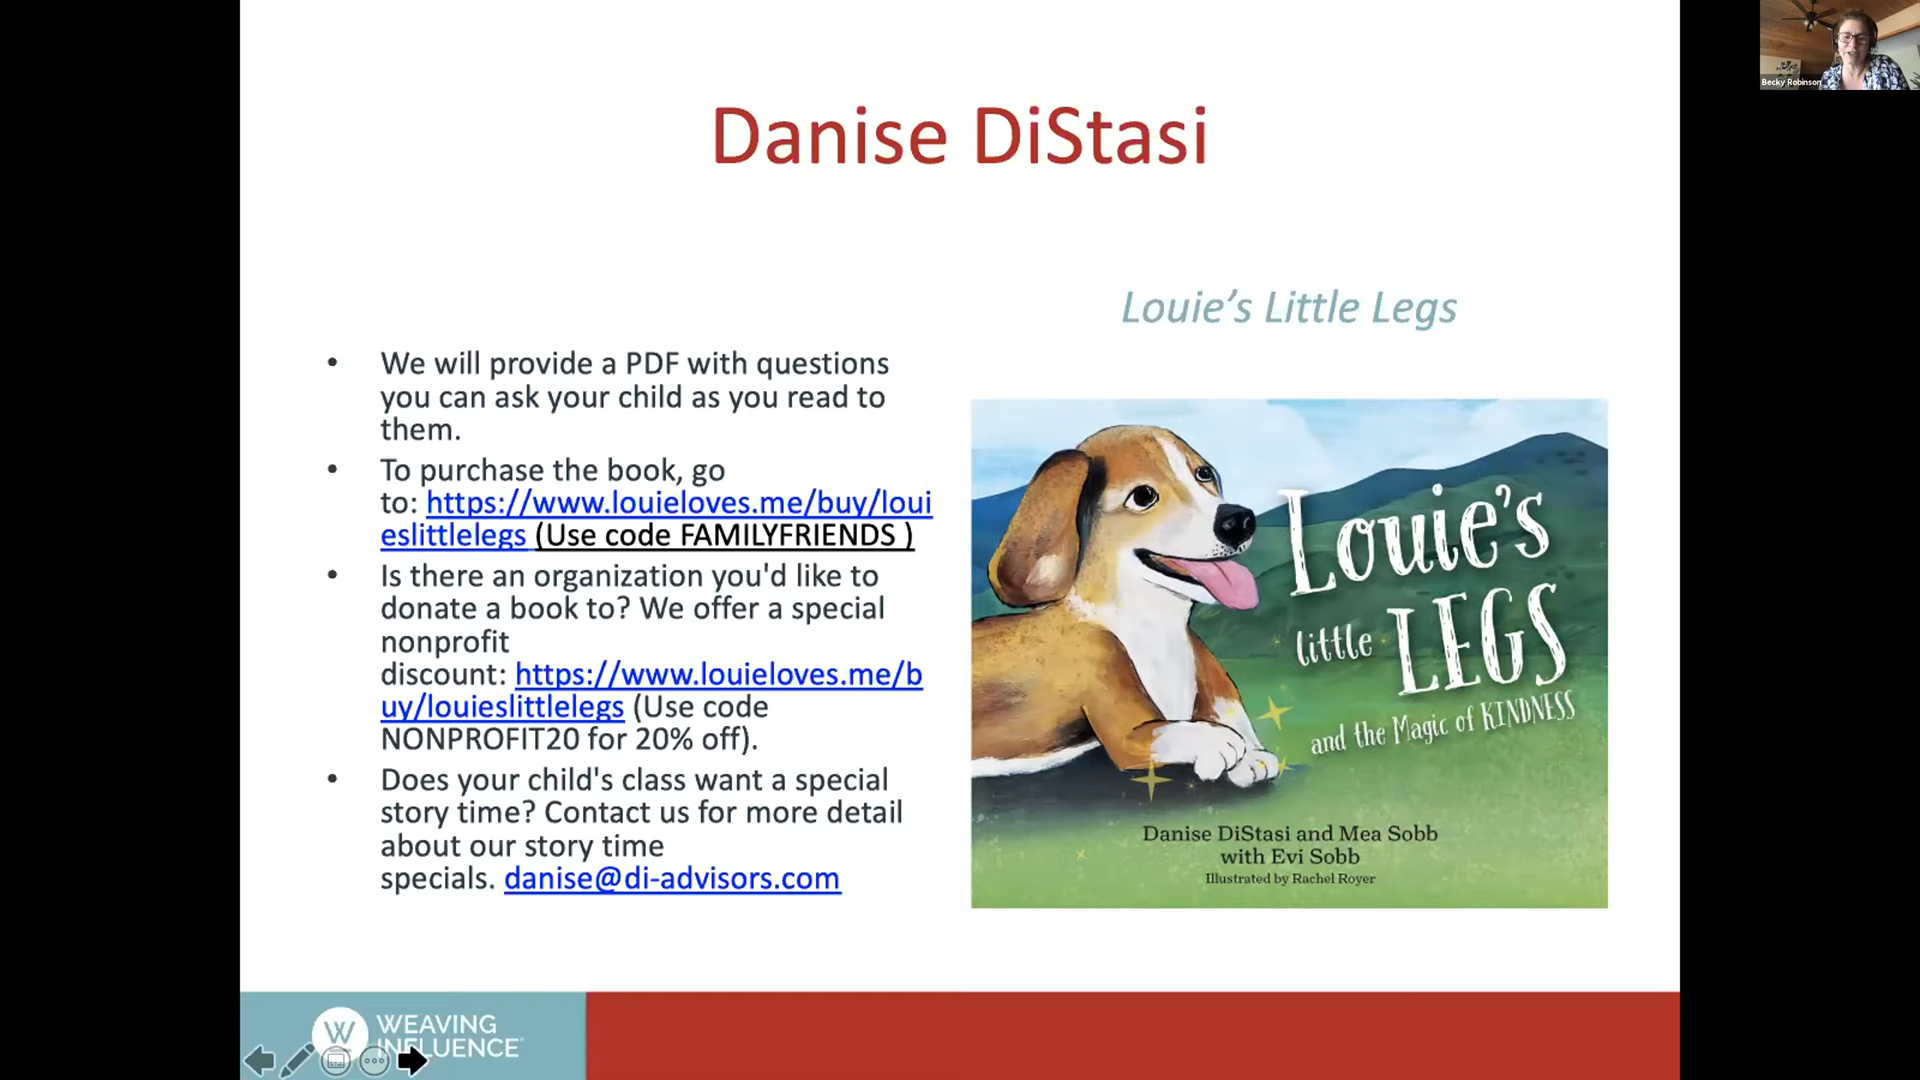 Becky Robinson
Danise DiStasi
Louie’s Little Legs
• We will provide a PDF with questions
you can ask your child as you read to
them.
• To purchase the book, go
to: https://www.louieloves.me/buy/loui
eslittlelegs (Use code FAMILYFRIENDS )
• Is there an organization you'd like to
donate a book to? We offer a special
nonprofit
discount: https://www.louieloves.me/b
uy/louieslittlelegs (Use code
NONPROFIT20 for 20% off).
• Does your child's class want a special
story time? Contact us for more detail
about our story time
specials. danise@di-advisors.com
Louie’s
little LEGS
and the Magic of KINDNESS
Danise DiStasi and Mea Sobb
with Evi Sobb
Illustrated by Rachel Royer
W
WEAVING
INFLUENCE